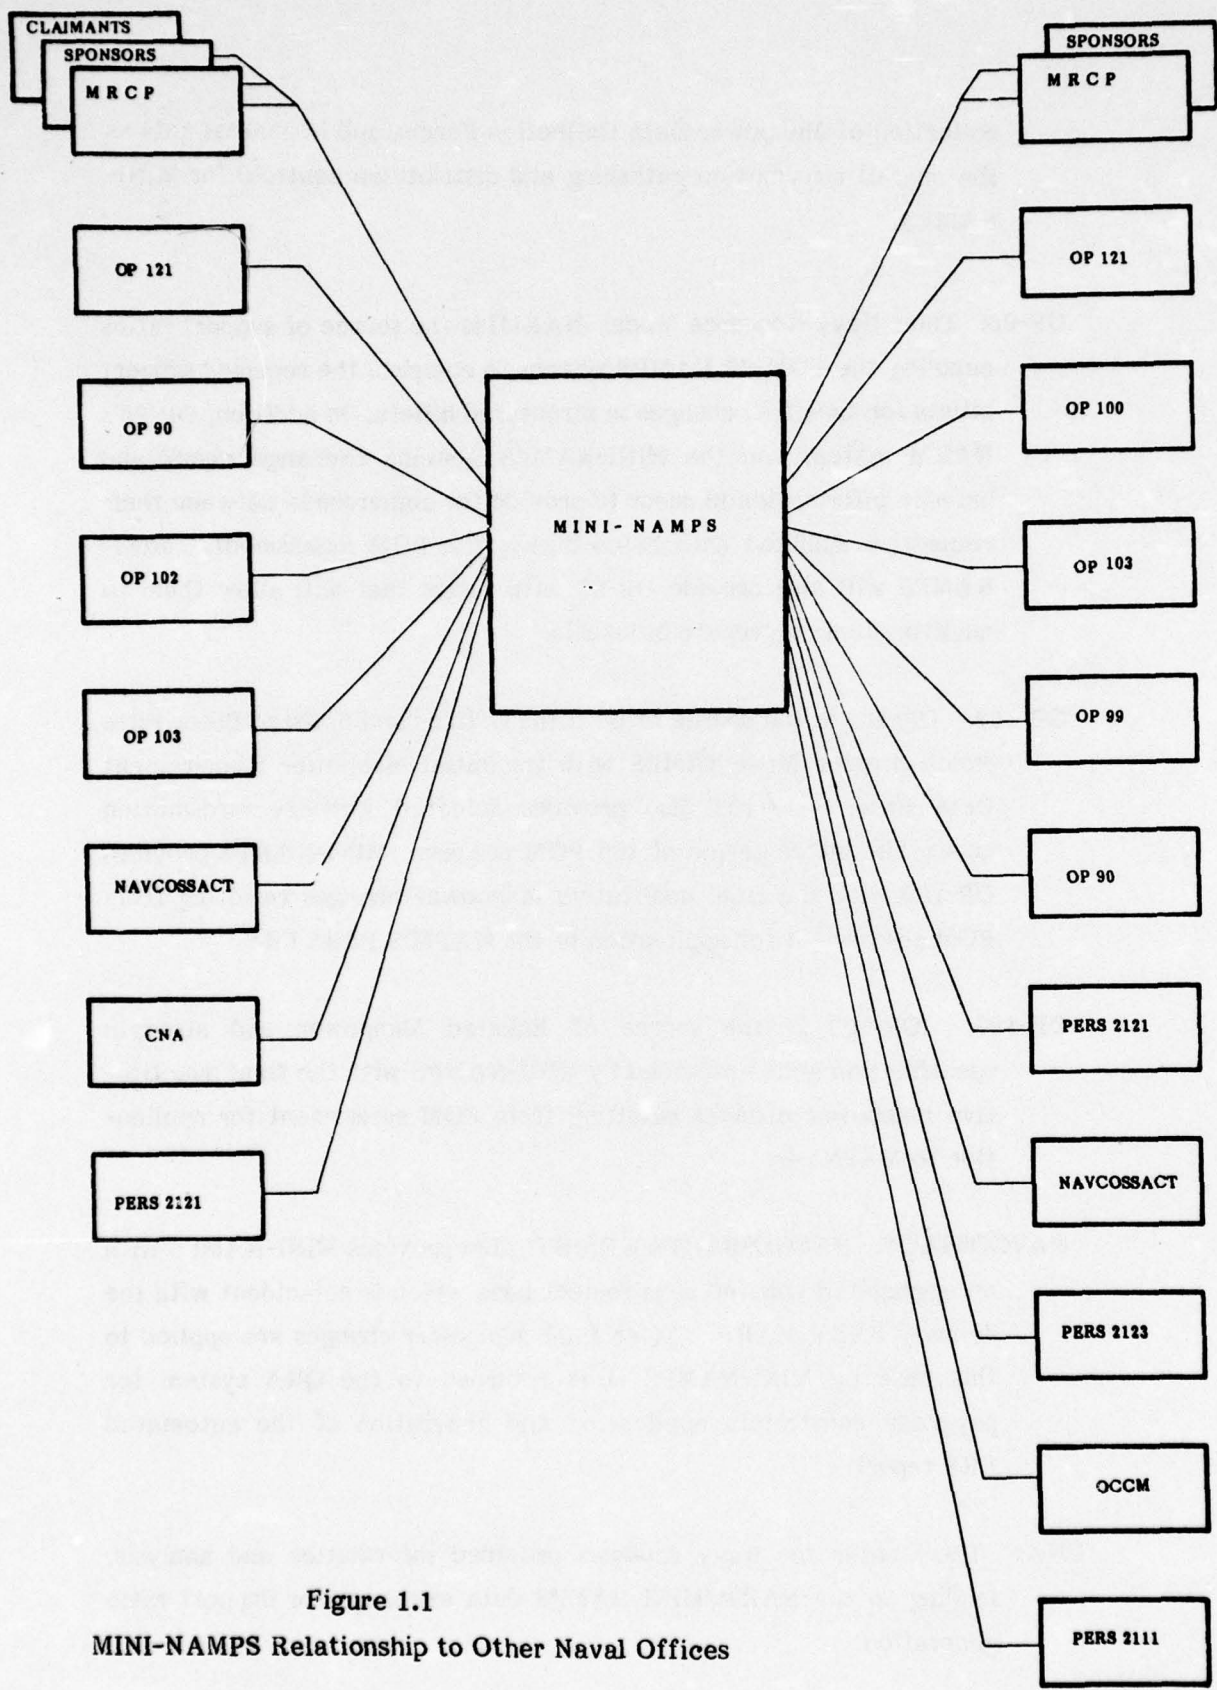 CLAIMANTS
SPONSORS
MRCP
OP 121
OP 90
OP 102
OP 103
NAVCOSSACT
CNA
PERS 2121
MINI-NAMPS
SPONSORS
MRCP
OP 121
OP 100
OP 103
OP 99
OP 90
PERS 2121
NAVCOSSACT
PERS 2123
OCCM
PERS 2111
Figure 1.1
MINI-NAMPS Relationship to Other Naval Offices